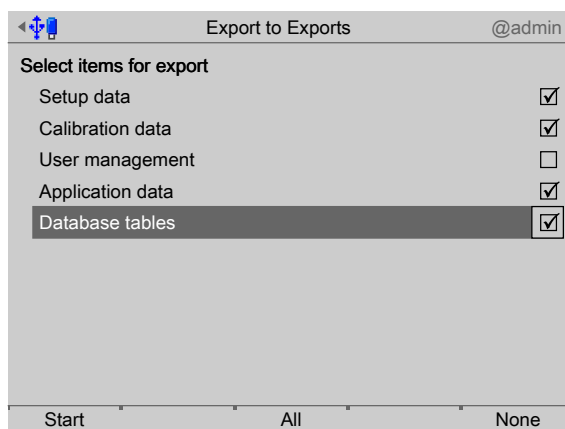 Export to Exports @admin
Select items for export
Setup data
Calibration data
User management
Application data
Database tables
Start All None